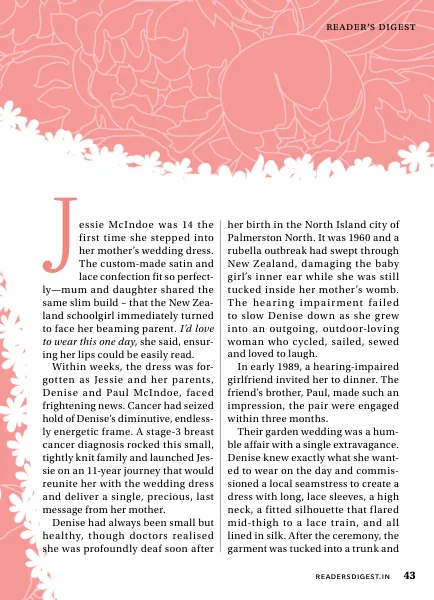 READER'S DIGEST
Jessie McIndoe was 14 the
first time she stepped into
her mother's wedding dress.
The custom-made satin and
lace confection fit so perfect-
ly—mum and daughter shared the
same slim build – that the New Zea-
land schoolgirl immediately turned
to face her beaming parent. I'd love
to wear this one day, she said, ensur-
ing her lips could be easily read.
Within weeks, the dress was for-
gotten as Jessie and her parents,
Denise and Paul McIndoe, faced
frightening news. Cancer had seized
hold of Denise's diminutive, endless-
ly energetic frame. A stage-3 breast
cancer diagnosis rocked this small,
tightly knit family and launched Jes-
sie on an 11-year journey that would
reunite her with the wedding dress
and deliver a single, precious, last
message from her mother.
Denise had always been small but
healthy, though doctors realised
she was profoundly deaf soon after
her birth in the North Island city of
Palmerston North. It was 1960 and a
rubella outbreak had swept through
New Zealand, damaging the baby
girl's inner ear while she was still
tucked inside her mother's womb.
The hearing impairment failed
to slow Denise down as she grew
into an outgoing, outdoor-loving
woman who cycled, sailed, sewed
and loved to laugh.
In early 1989, a hearing-impaired
girlfriend invited her to dinner. The
friend's brother, Paul, made such an
impression, the pair were engaged
within three months.
Their garden wedding was a hum-
ble affair with a single extravagance.
Denise knew exactly what she want-
ed to wear on the day and commis-
sioned a local seamstress to create a
dress with long, lace sleeves, a high
neck, a fitted silhouette that flared
mid-thigh to a lace train, and all
lined in silk. After the ceremony, the
garment was tucked into a trunk and
READERSDIGEST.IN 43